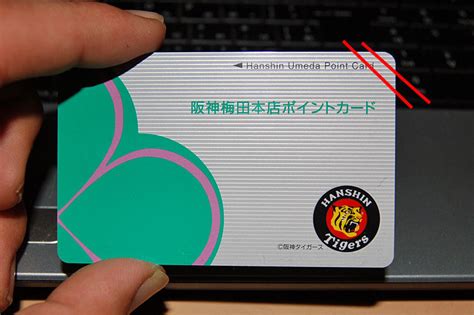 ◀ Hanshin Umeda Point Card
阪神梅田本店ポイントカード
HANSHIN
Tigers
©阪神タイガース